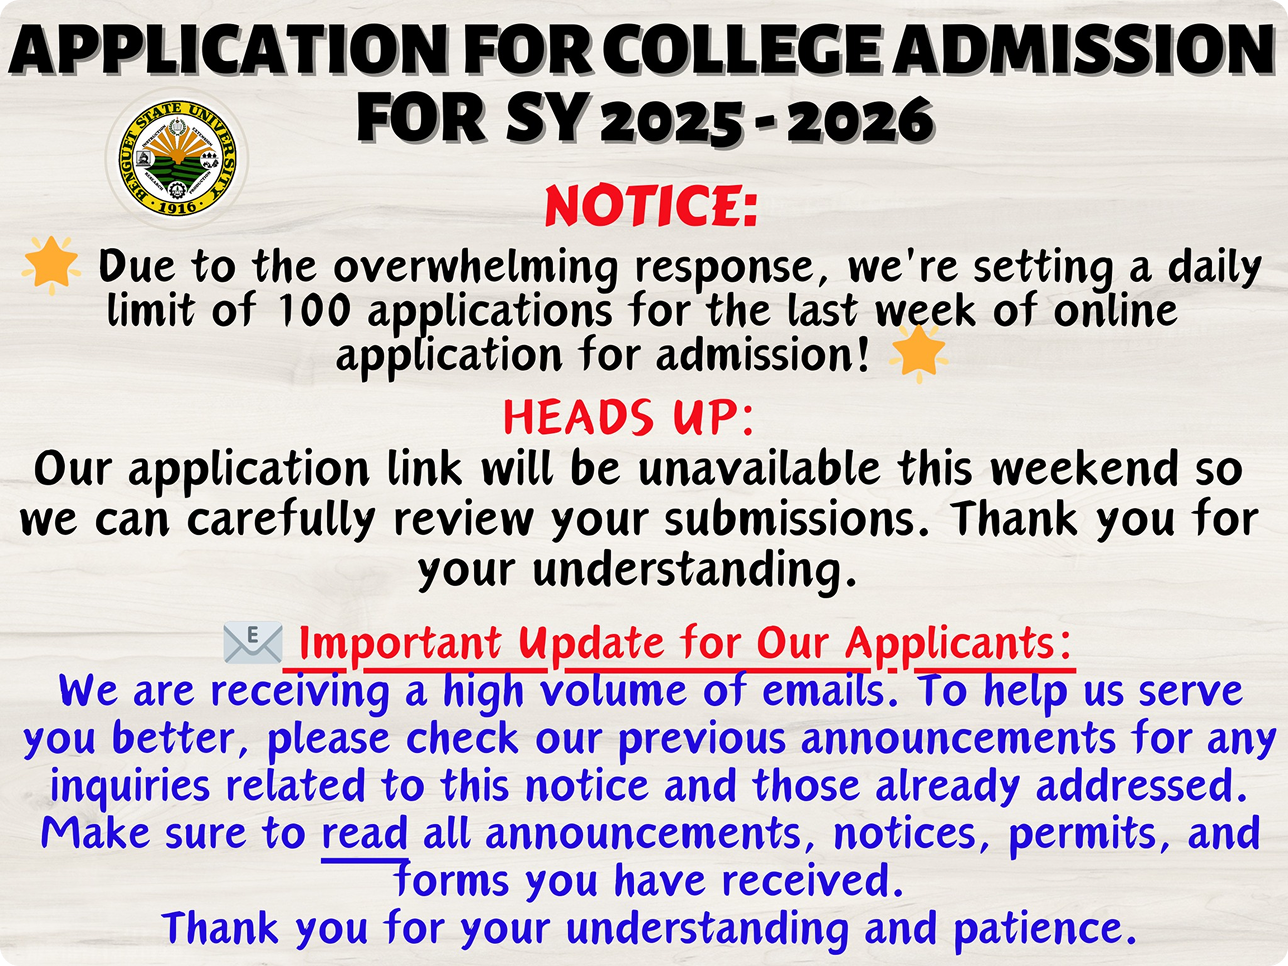 APPLICATION FOR COLLEGE ADMISSION
FOR SY 2025 - 2026
BENGUET STATE UNIVERSITY
· 1916 ·
NOTICE:
Due to the overwhelming response, we're setting a daily
limit of 100 applications for the last week of online
application for admission!
HEADS UP:
Our application link will be unavailable this weekend so
we can carefully review your submissions. Thank you for
your understanding.
E Important Update for Our Applicants:
We are receiving a high volume of emails. To help us serve
you better, please check our previous announcements for any
inquiries related to this notice and those already addressed.
Make sure to read all announcements, notices, permits, and
forms you have received.
Thank you for your understanding and patience.